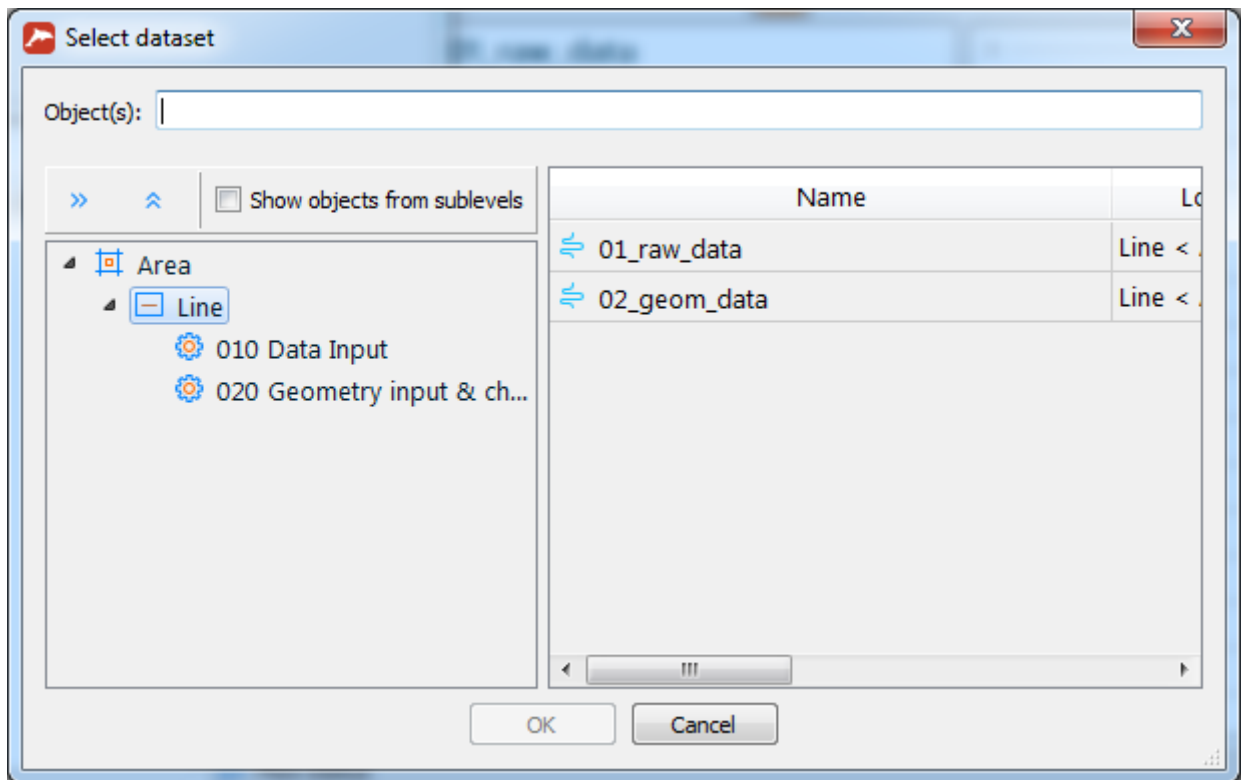 Select dataset
01_raw_data
Object(s):
Show objects from sublevels
Name
Area
Line
010 Data Input
020 Geometry input & ch...
01_raw_data
Line <
02_geom_data
Line <
OK
Cancel